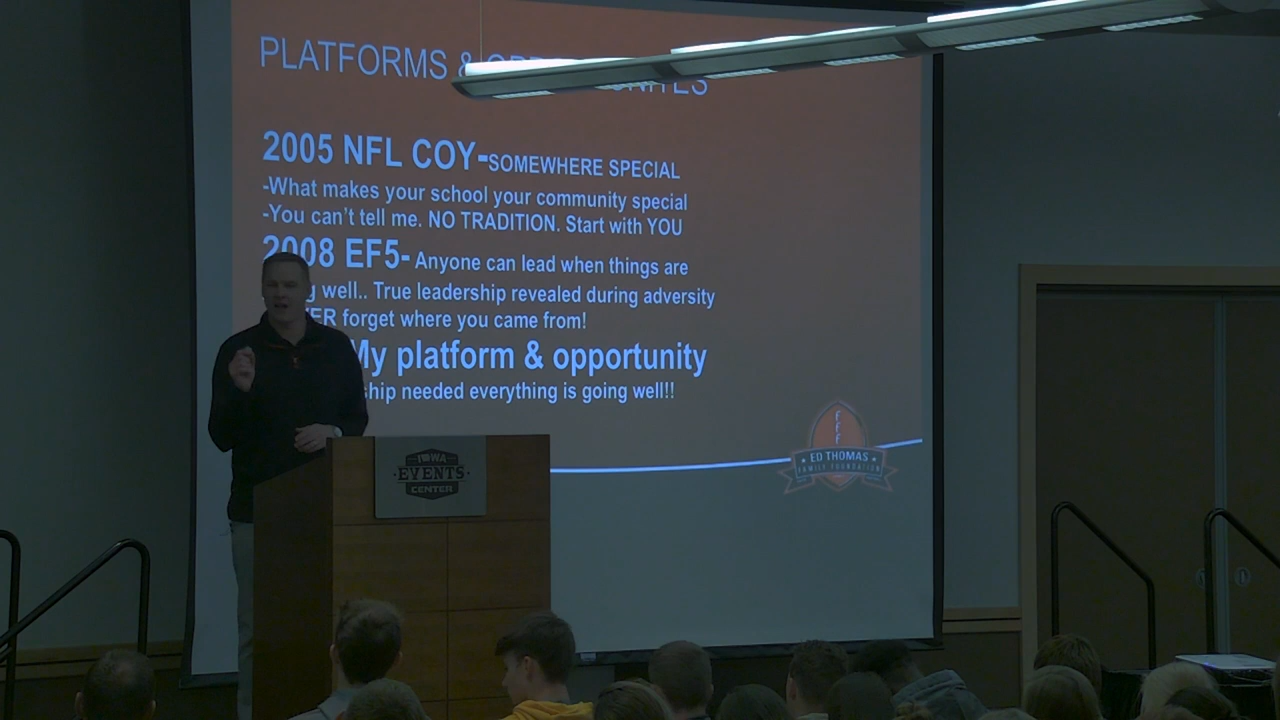 PLATFORMS &
2005 NFL COY-SOMEWHERE SPECIAL
-What makes your school your community special
-You can't tell me. NO TRADITION. Start with YOU
2008 EF5- Anyone can lead when things are
well.. True leadership revealed during adversity
forget where you came from!
My platform & opportunity
needed everything is going well!!
ED THOMAS
FAMILY FOUNDATION
IOWA
EVENTS
CENTER